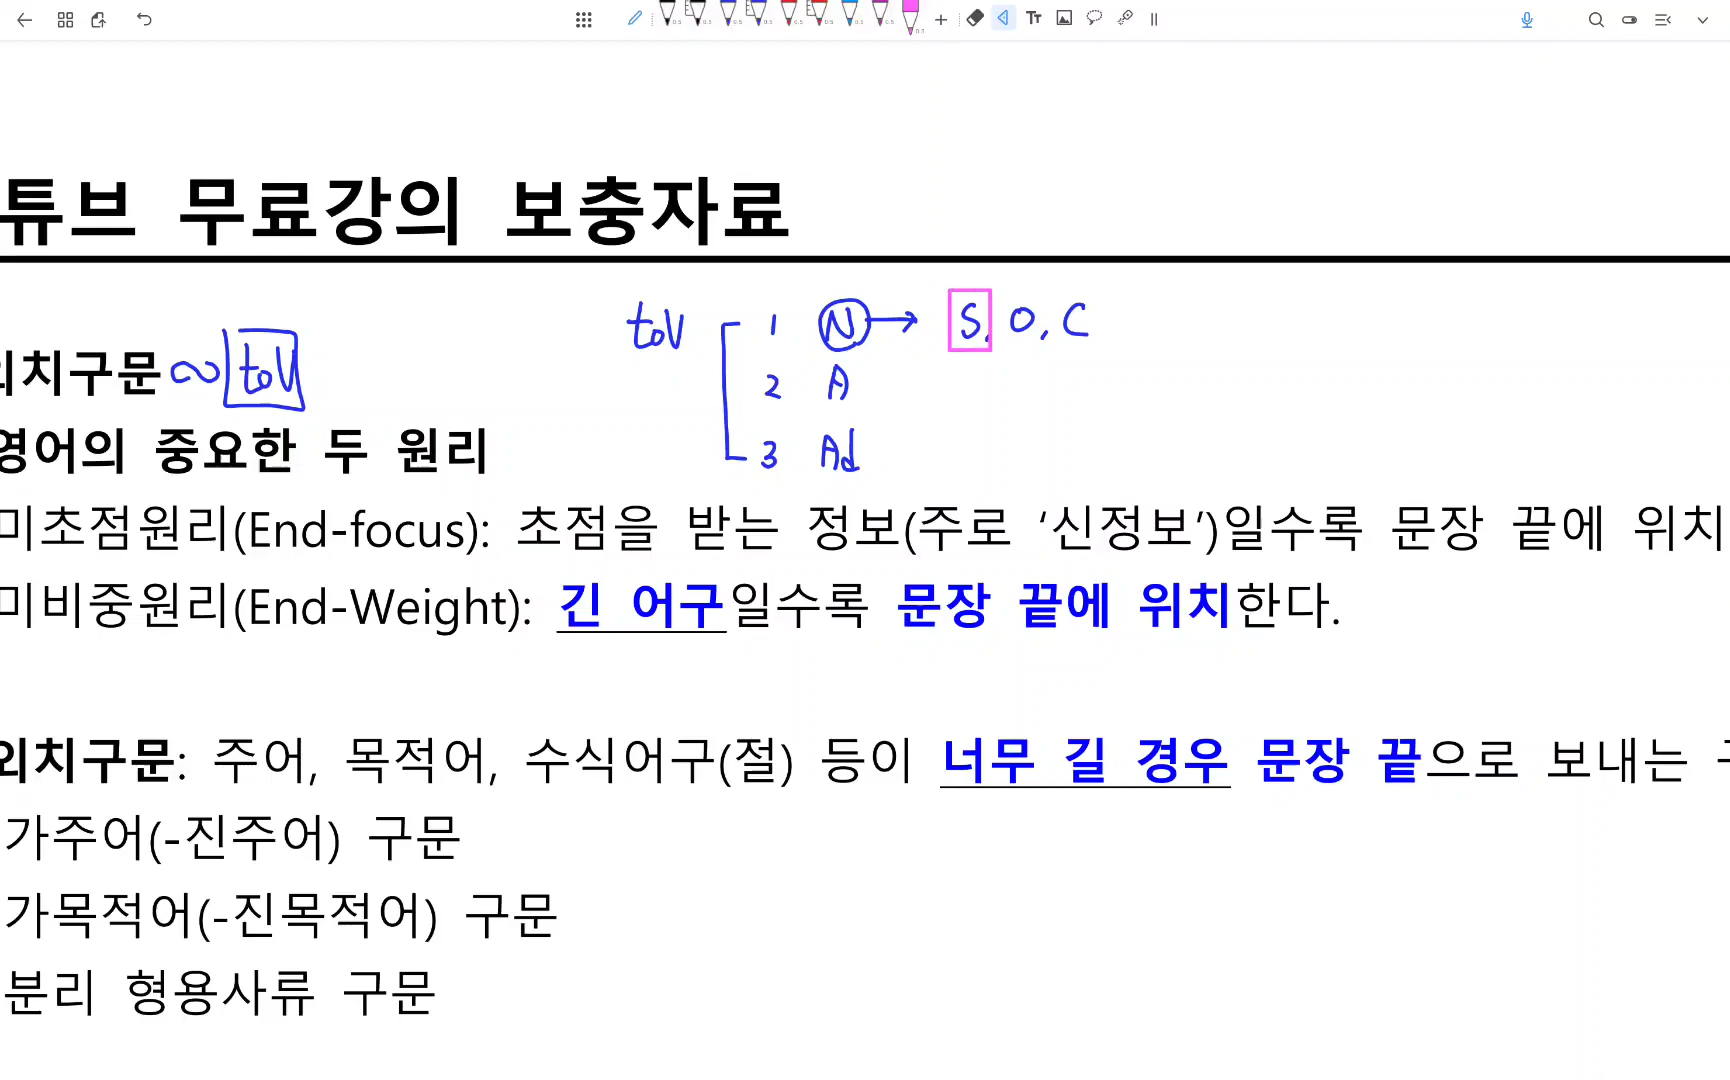 튜브 무료강의 보충자료
toV 1 N → S, O, C
치구문 ∞ toV
2 A
영어의 중요한 두 원리
3 Ad
미초점원리(End-focus): 초점을 받는 정보(주로 ‘신정보’)일수록 문장 끝에 위치
미비중원리(End-Weight): 긴 어구일수록 문장 끝에 위치한다.
외치구문: 주어, 목적어, 수식어구(절) 등이 너무 길 경우 문장 끝으로 보내는
가주어(-진주어) 구문
가목적어(-진목적어) 구문
분리 형용사류 구문